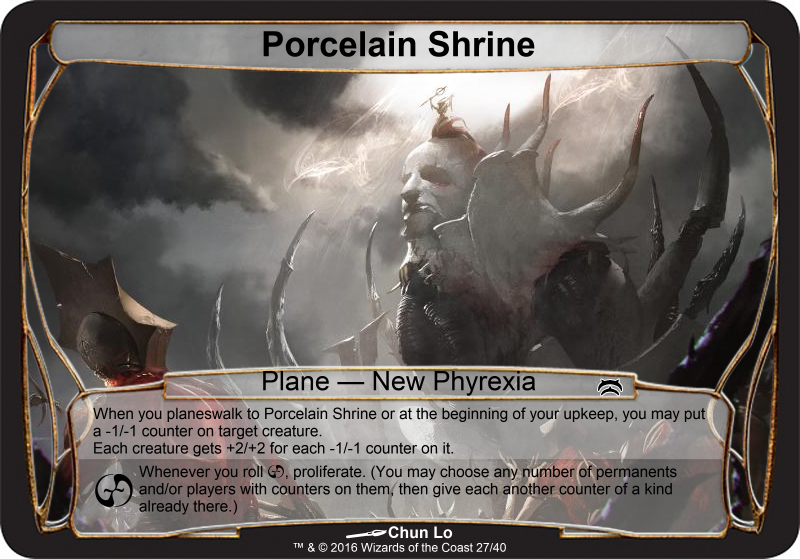 Porcelain Shrine
Plane — New Phyrexia
When you planeswalk to Porcelain Shrine or at the beginning of your upkeep, you may put
a -1/-1 counter on target creature.
Each creature gets +2/+2 for each -1/-1 counter on it.
Whenever you roll , proliferate. (You may choose any number of permanents
and/or players with counters on them, then give each another counter of a kind
already there.)
Chun Lo
™ & © 2016 Wizards of the Coast 27/40